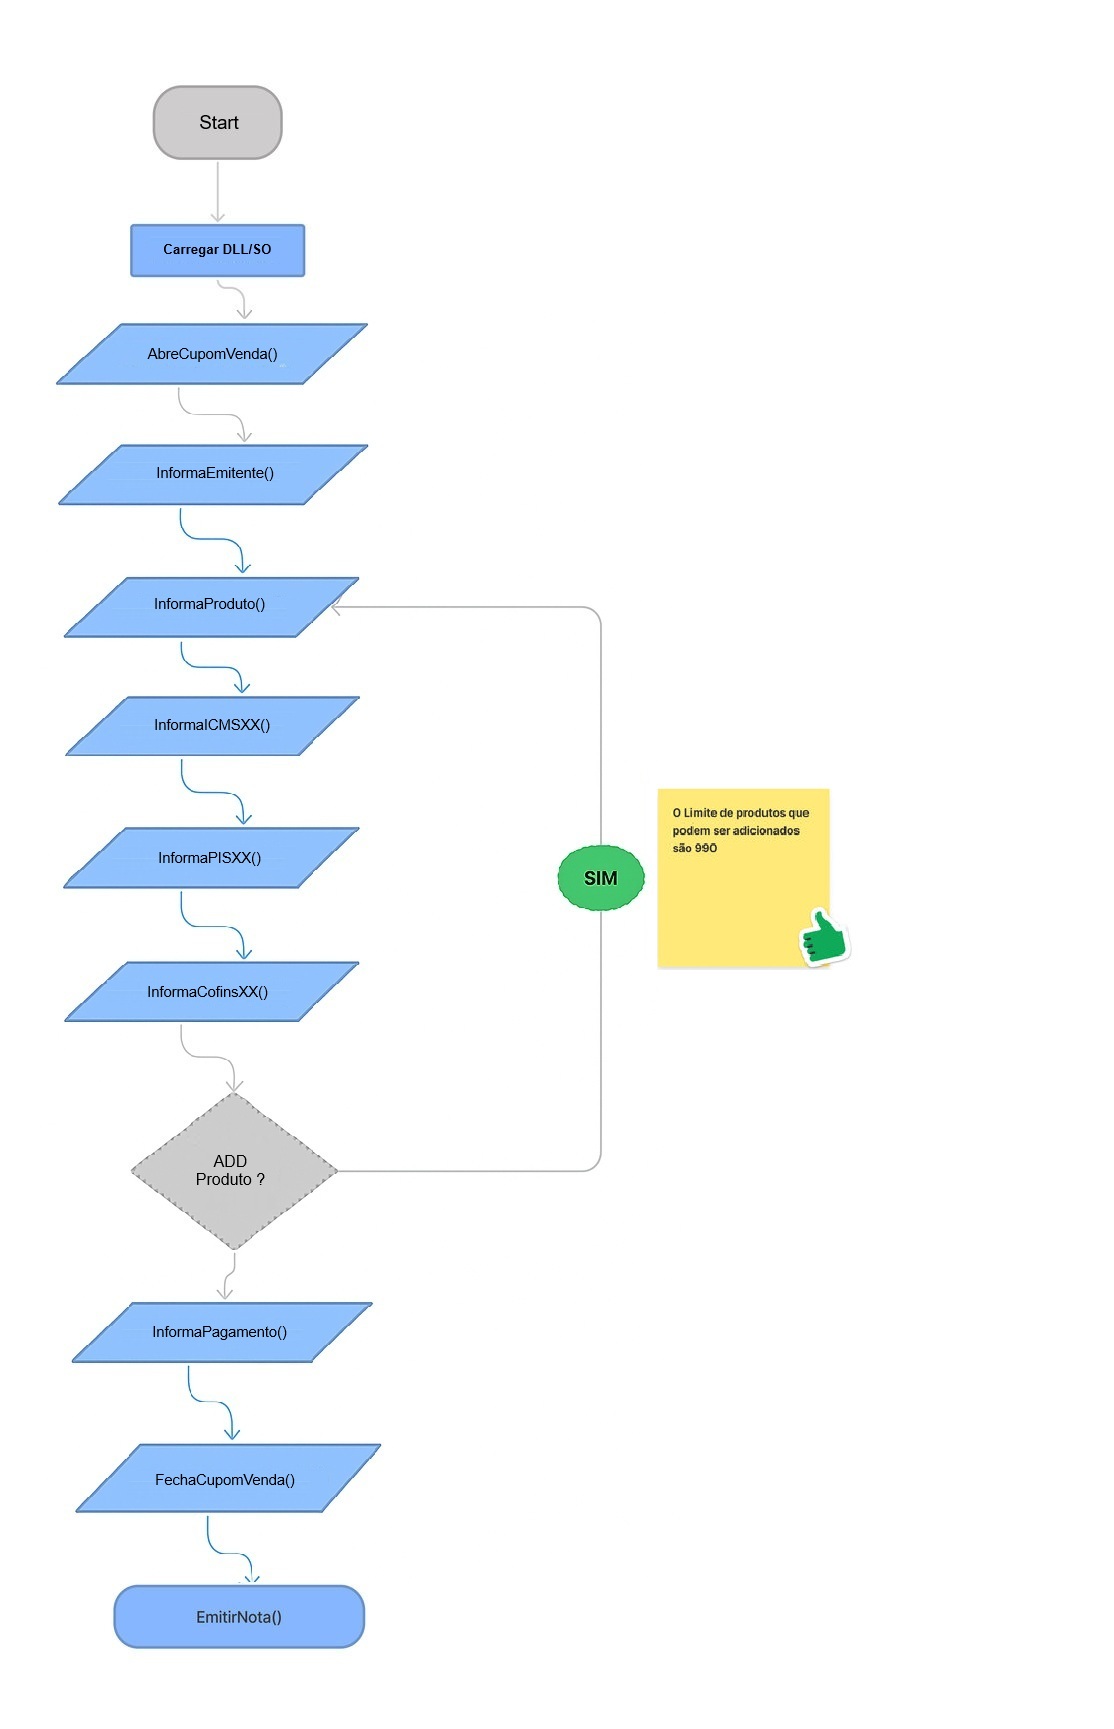 Start
Carregar DLL/SO
AbreCupomVenda()
InformaEmitente()
InformaProduto()
InformaICMSXX()
InformaPISXX()
O Limite de produtos que
podem ser adicionados
são 990
SIM
InformaCofinsXX()
ADD
Produto ?
InformaPagamento()
FechaCupomVenda()
EmitirNota()